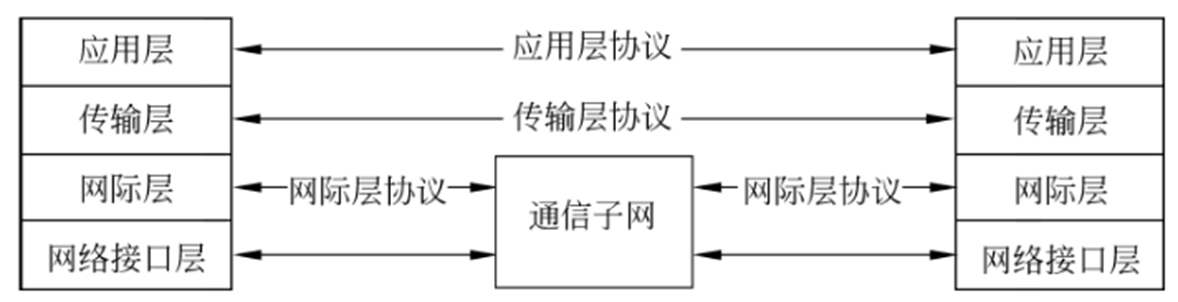 应用层 应用层协议 应用层
传输层 传输层协议 传输层
网际层 网际层协议 网际层协议 网际层
通信子网
网络接口层 网络接口层